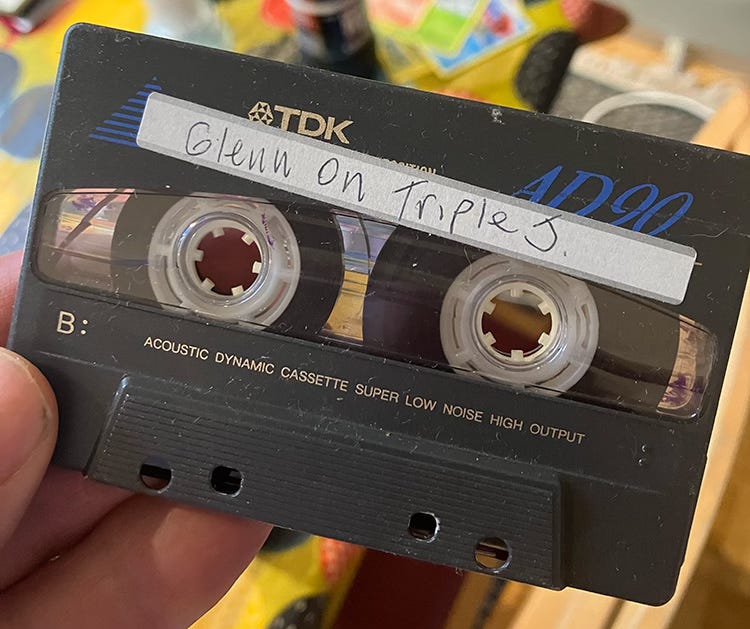 TDK
Glenn on Triple J.
AD90
B:
ACOUSTIC DYNAMIC CASSETTE SUPER LOW NOISE HIGH OUTPUT